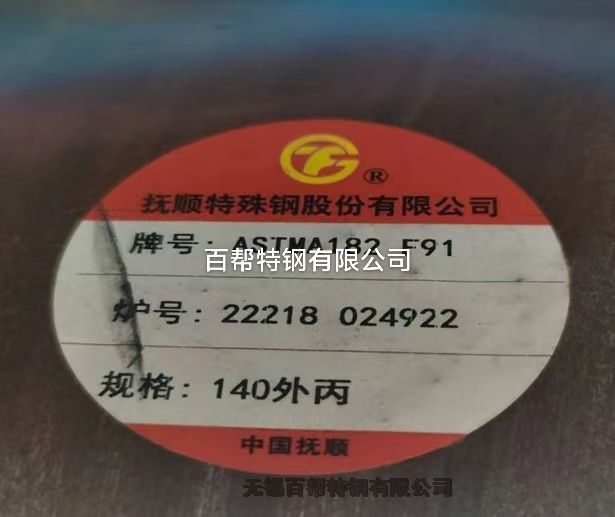 ®
抚顺特殊钢股份有限公司
牌号: ASTMA182 F91
百帮特钢有限公司
炉号: 22218 024922
规格: 140外丙
中国抚顺
无锡百帮特钢有限公司